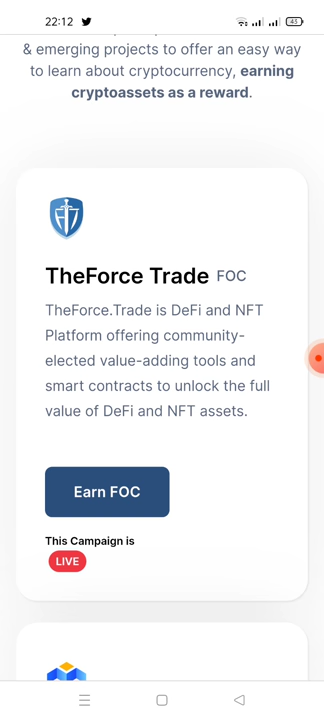 22:12
43
& emerging projects to offer an easy way
to learn about cryptocurrency, earning
cryptoassets as a reward.
TheForce Trade FOC
TheForce.Trade is DeFi and NFT
Platform offering community-
elected value-adding tools and
smart contracts to unlock the full
value of DeFi and NFT assets.
Earn FOC
This Campaign is
LIVE